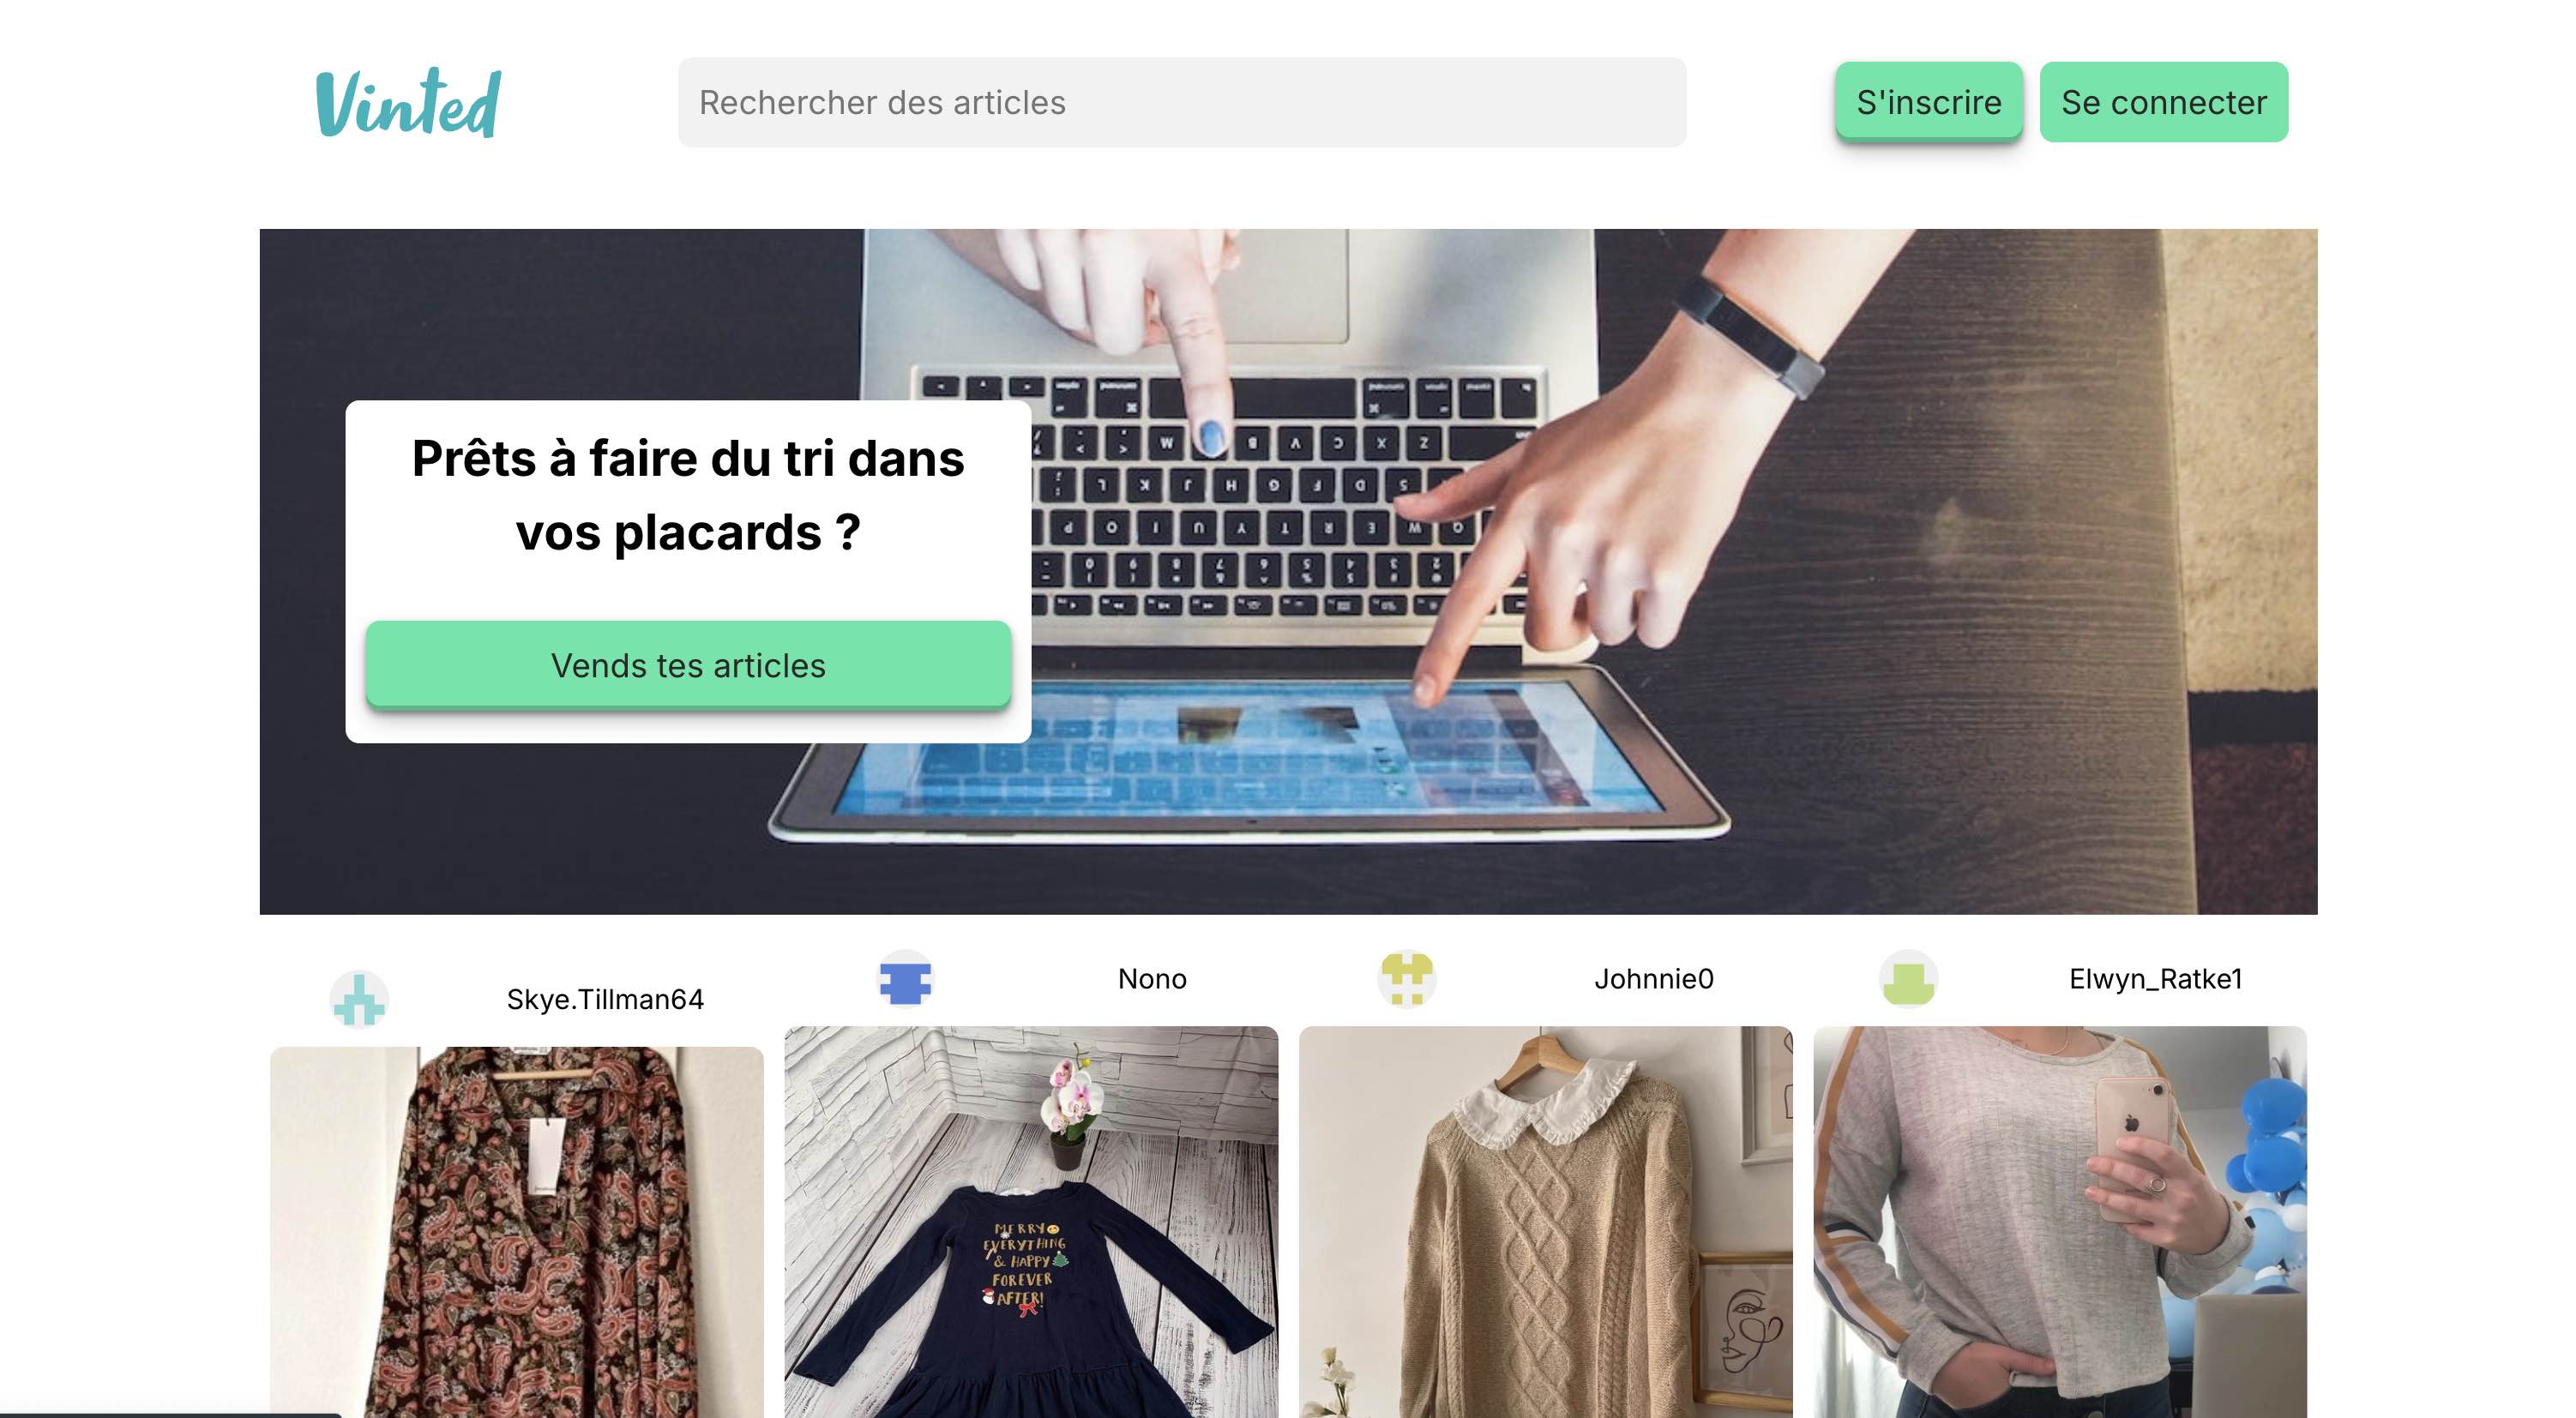 Vinted
Rechercher des articles
S'inscrire
Se connecter
Prêts à faire du tri dans
vos placards ?
Vends tes articles
Skye.Tillman64
Nono
Johnnie0
Elwyn_Ratke1
MERRY
EVERYTHING
& HAPPY
FOREVER
AFTER!